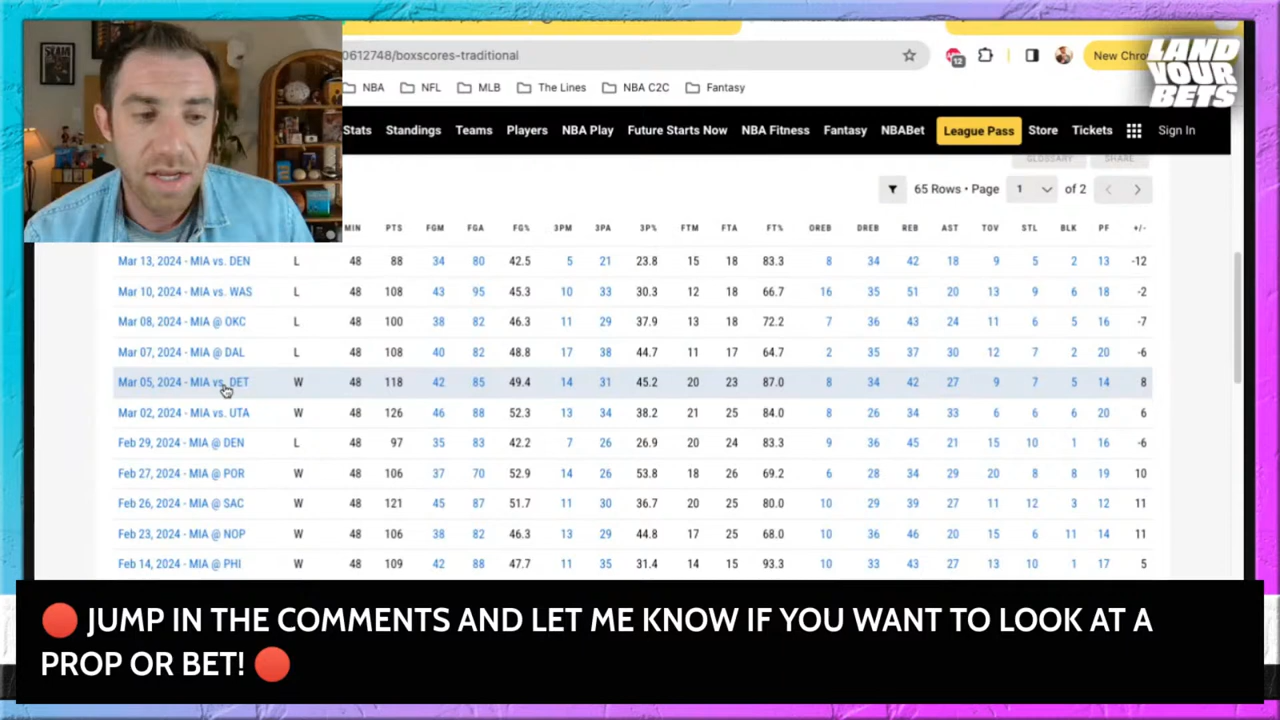 SLAM
0612748/boxscores-traditional
12
New Chro
LAND
YOUR
BETS
NBA NFL MLB The Lines NBA C2C Fantasy
Stats Standings Teams Players NBA Play Future Starts Now NBA Fitness Fantasy NBABet League Pass Store Tickets Sign In
GLOSSARY SHARE
65 Rows • Page 1 of 2
MIN PTS FGM FGA FG% 3PM 3PA 3P% FTM FTA FT% OREB DREB REB AST TOV STL BLK PF +/-
Mar 13, 2024 - MIA vs. DEN L 48 88 34 80 42.5 5 21 23.8 15 18 83.3 8 34 42 18 9 5 2 13 -12
Mar 10, 2024 - MIA vs. WAS L 48 108 43 95 45.3 10 33 30.3 12 18 66.7 16 35 51 20 13 9 6 18 -2
Mar 08, 2024 - MIA @ OKC L 48 100 38 82 46.3 11 29 37.9 13 18 72.2 7 36 43 24 11 6 5 16 -7
Mar 07, 2024 - MIA @ DAL L 48 108 40 82 48.8 17 38 44.7 11 17 64.7 2 35 37 30 12 7 2 20 -6
Mar 05, 2024 - MIA vs. DET W 48 118 42 85 49.4 14 31 45.2 20 23 87.0 8 34 42 27 9 7 5 14 8
Mar 02, 2024 - MIA vs. UTA W 48 126 46 88 52.3 13 34 38.2 21 25 84.0 8 26 34 33 6 6 6 20 6
Feb 29, 2024 - MIA @ DEN L 48 97 35 83 42.2 7 26 26.9 20 24 83.3 9 36 45 21 15 10 1 16 -6
Feb 27, 2024 - MIA @ POR W 48 106 37 70 52.9 14 26 53.8 18 26 69.2 6 28 34 29 20 8 8 19 10
Feb 26, 2024 - MIA @ SAC W 48 121 45 87 51.7 11 30 36.7 20 25 80.0 10 29 39 27 11 12 3 12 11
Feb 23, 2024 - MIA @ NOP W 48 106 38 82 46.3 13 29 44.8 17 25 68.0 10 36 46 20 15 6 11 14 11
Feb 14, 2024 - MIA @ PHI W 48 109 42 88 47.7 11 35 31.4 14 15 93.3 10 33 43 27 13 10 1 17 5
🔴 JUMP IN THE COMMENTS AND LET ME KNOW IF YOU WANT TO LOOK AT A
PROP OR BET! 🔴